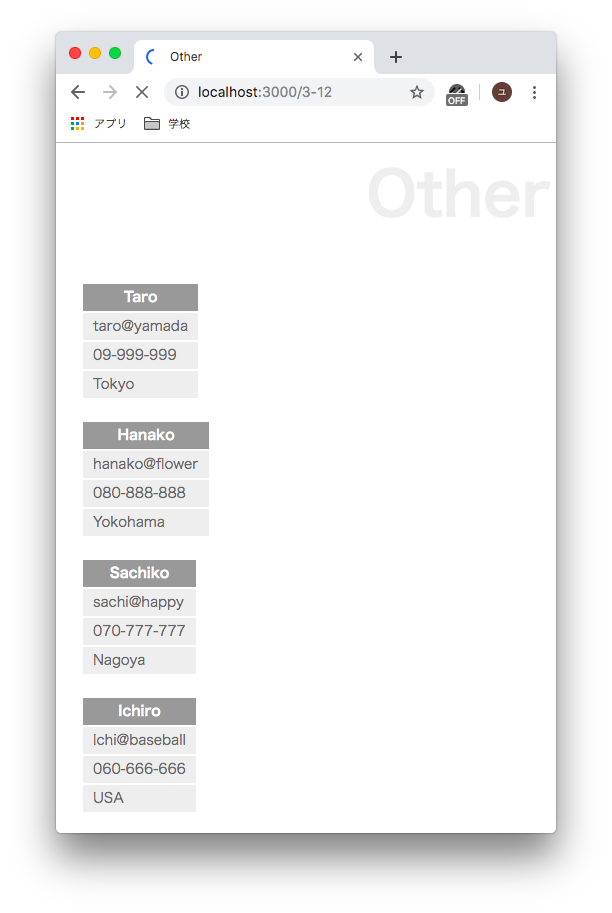 Other
localhost:3000/3-12
OFF
ユ
アプリ
学校
Other
Taro
taro@yamada
09-999-999
Tokyo
Hanako
hanako@flower
080-888-888
Yokohama
Sachiko
sachi@happy
070-777-777
Nagoya
Ichiro
Ichi@baseball
060-666-666
USA